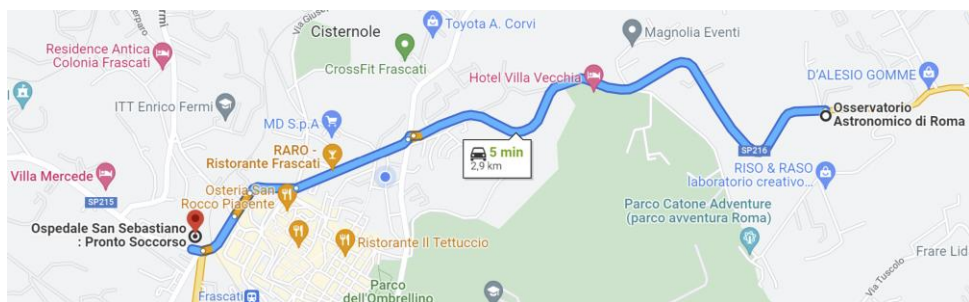 Toyota A. Corvi
Cisternole
Magnolia Eventi
Residence Antica
Colonia Frascati
CrossFit Frascati
Hotel Villa Vecchia
D'ALESIO GOMME
ITT Enrico Fermi
Osservatorio
Astronomico di Roma
MD S.p.A
RARO -
Ristorante Frascati
5 min
2,9 km
SP216
Villa Mercede
SP215
RISO & RASO
laboratorio creativo...
Osteria San
Rocco Piacente
Parco Catone Adventure
(parco avventura Roma)
Ospedale San Sebastiano
: Pronto Soccorso
Ristorante Il Tettuccio
Frare Lid
Via Tuscolo
Frascati
Parco
dell'Ombrellino